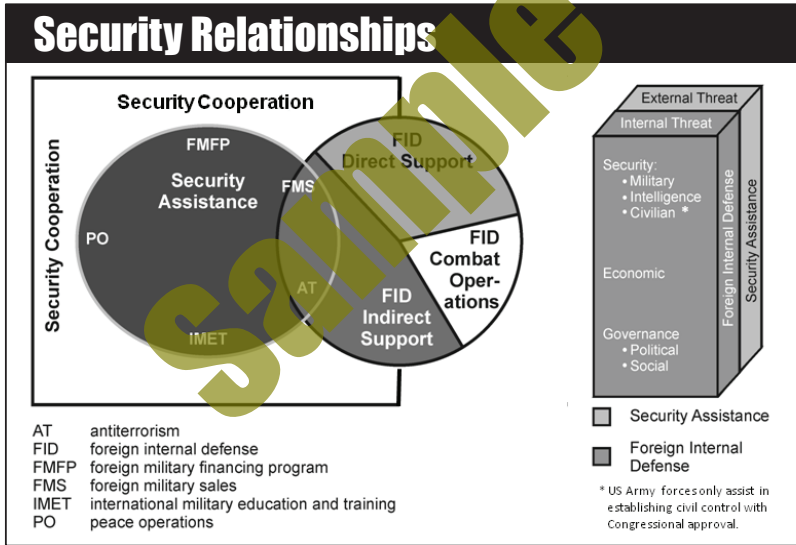 Security Relationships
Security Cooperation
Security Cooperation
FMFP
Security
Assistance
FMS
PO
AT
IMET
FID
Direct Support
FID
Combat
Oper-
ations
FID
Indirect
Support
External Threat
Internal Threat
Security:
• Military
• Intelligence
• Civilian *
Economic
Governance
• Political
• Social
Foreign Internal Defense
Security Assistance
Security Assistance
Foreign Internal
Defense
* US Army forces only assist in
establishing civil control with
Congressional approval.
AT antiterrorism
FID foreign internal defense
FMFP foreign military financing program
FMS foreign military sales
IMET international military education and training
PO peace operations
Sample